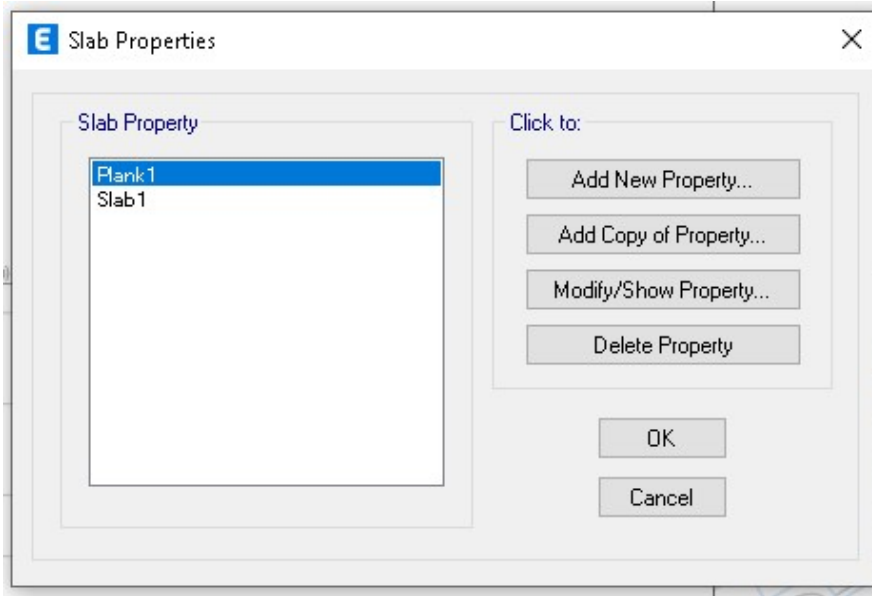 E Slab Properties
Slab Property
Plank1
Slab1
Click to:
Add New Property...
Add Copy of Property...
Modify/Show Property...
Delete Property
OK
Cancel